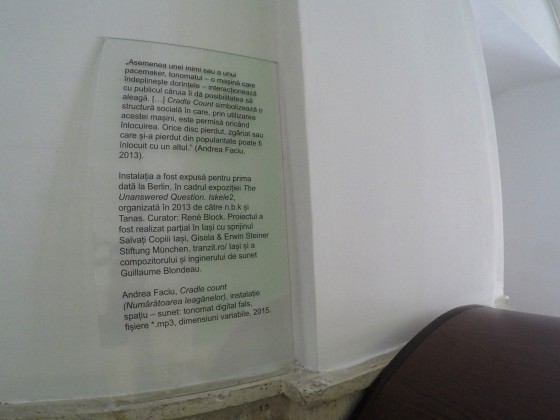 „Asemenea unei inimi sau a unui
pacemaker, tonomatul – o mașină care
îndeplinește dorințele – interacționează
cu publicul căruia îi dă posibilitatea să
aleagă. [...] Cradle Count simbolizează o
structură socială în care, prin utilizarea
acestei mașini, este permisă oricând
înlocuirea. Orice disc pierdut, zgâriat sau
care și-a pierdut din popularitate poate fi
înlocuit cu un altul." (Andrea Faciu,
2013).
Instalația a fost expusă pentru prima
dată la Berlin, în cadrul expoziției The
Unanswered Question. Iskele2,
organizată în 2013 de către n.b.k și
Tanas. Curator: René Block. Proiectul a
fost realizat parțial în Iași cu sprijinul
Salvați Copiii Iași, Gisela & Erwin Steiner
Stiftung München, tranzit.ro/ Iași și a
compozitorului și inginerului de sunet
Guillaume Blondeau.
Andrea Faciu, Cradle count
(Numărătoarea leagănelor), instalație
spațiu – sunet: tonomat digital fals,
fișiere *.mp3, dimensiuni variabile, 2015.